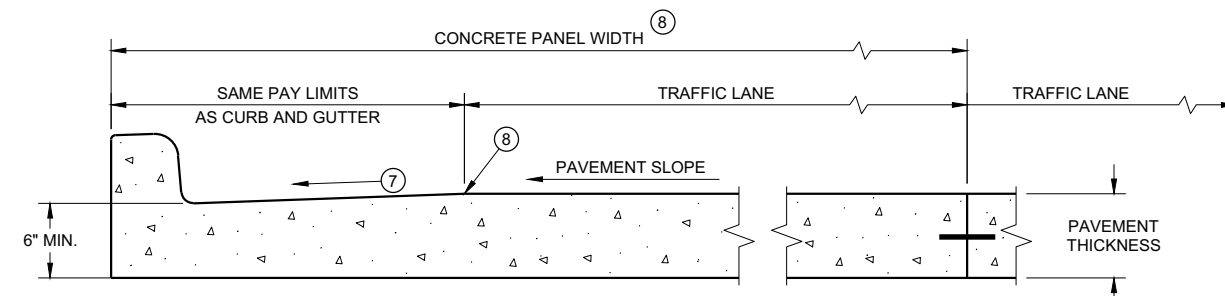 8
CONCRETE PANEL WIDTH
SAME PAY LIMITS
AS CURB AND GUTTER
TRAFFIC LANE
TRAFFIC LANE
8
PAVEMENT SLOPE
7
6" MIN.
PAVEMENT
THICKNESS